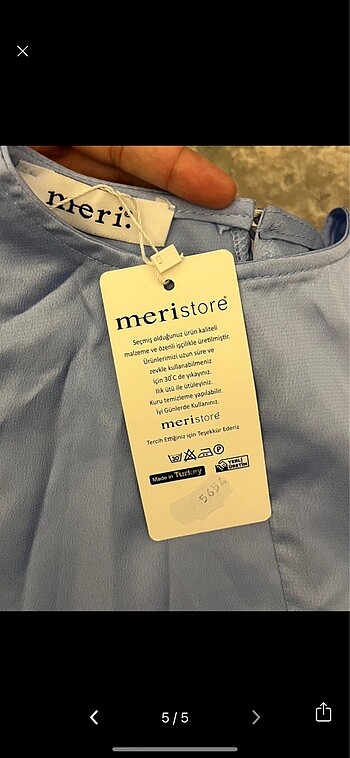 meri.
meristore
Seçmiş olduğunuz ürün kaliteli
malzeme ve özenli işçilikle üretilmiştir.
Ürünlerimizi uzun süre ve
zevkle kullanabilmeniz
için 30°C de yıkayınız.
Ilık ütü ile ütüleyiniz.
Kuru temizleme yapılabilir.
İyi Günlerde Kullanınız.
meristore
Tercih Ettiğiniz için Teşekkür Ederiz
30 P
Made in Turkey
YERLİ ÜRETİM
5654
5/5